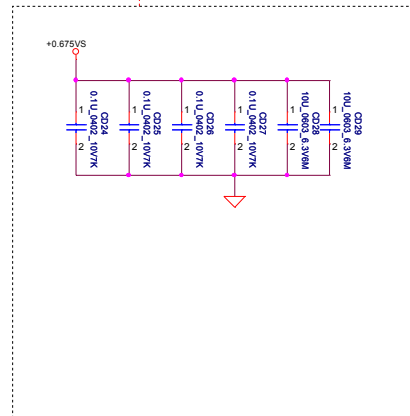 +0.675VS
1
2
CD24
0.1U_0402_10V7K
1
2
CD25
0.1U_0402_10V7K
1
2
CD26
0.1U_0402_10V7K
1
2
CD27
0.1U_0402_10V7K
1
2
CD28
10U_0603_6.3V6M
1
2
CD29
10U_0603_6.3V6M